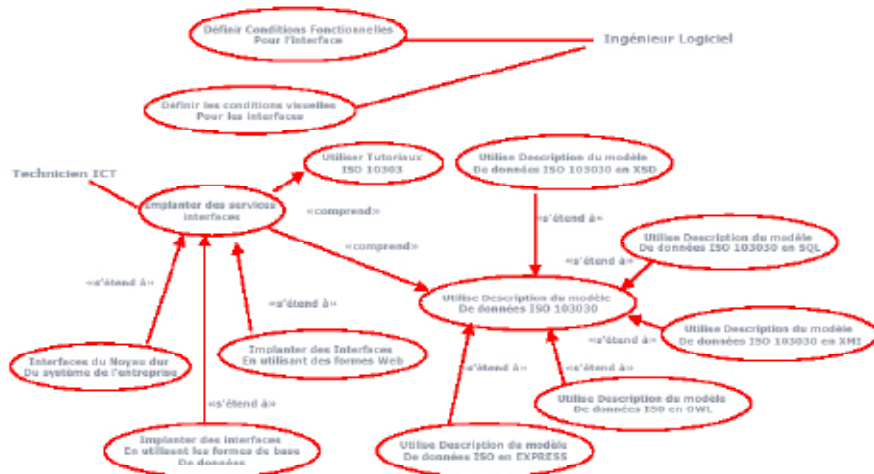 Définir Conditions Fonctionnelles
Pour l'interface
Ingénieur Logiciel
Définir les conditions visuelles
Pour les interfaces
Utiliser Tutoriaux
ISO 10303
Utilise Description du modèle
De données ISO 103030 en XSD
Technicien ICT
Implanter des services
interfaces
«comprend»
«s'étend à»
Utilise Description du modèle
De données ISO 103030 en SQL
«comprend»
«s'étend à»
«s'étend à»
Utilise Description du modèle
De données ISO 103030
«s'étend à»
Utilise Description du modèle
De données ISO 103030 en XMI
«s'étend à»
Interfaces du Noyau dur
Du système de l'entreprise
Implanter des Interfaces
En utilisant des formes Web
«s'étend à»
«s'étend à»
Utilise Description du modèle
De données ISO en OWL
«s'étend à»
Implanter des interfaces
En utilisant les formes de base
De données
Utilise Description du modèle
De données ISO en EXPRESS